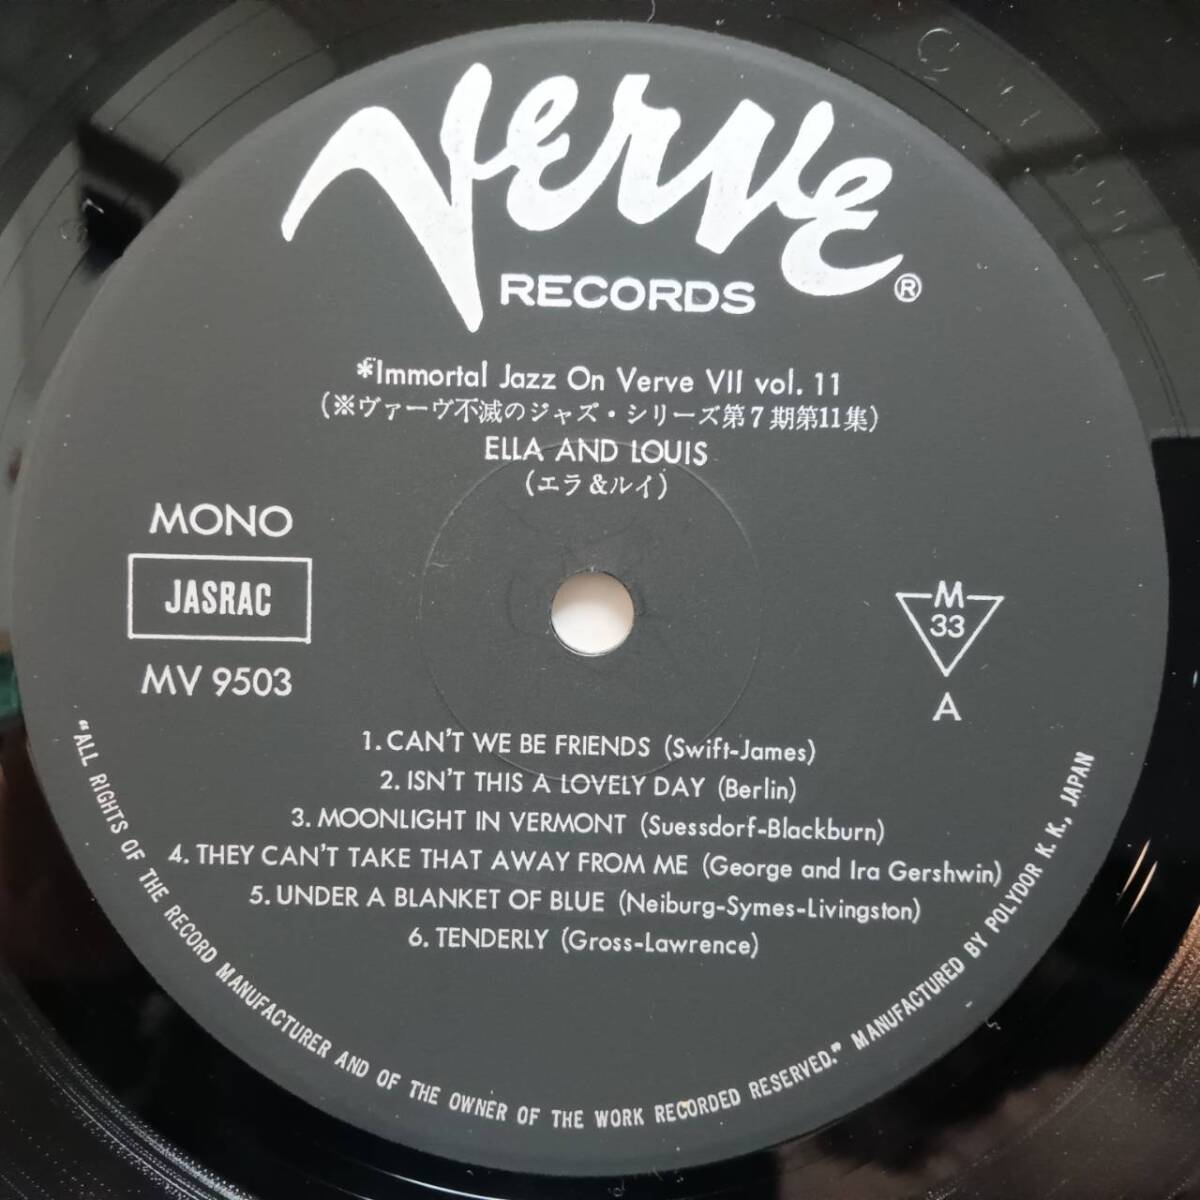 Verve
RECORDS ®
*Immortal Jazz On Verve VII vol. 11
(※ヴァーヴ不滅のジャズ・シリーズ第7期第11集)
ELLA AND LOUIS
(エラ&ルイ)
MONO
JASRAC
MV 9503
M
33
A
1. CAN'T WE BE FRIENDS (Swift-James)
2. ISN'T THIS A LOVELY DAY (Berlin)
3. MOONLIGHT IN VERMONT (Suessdorf-Blackburn)
4. THEY CAN'T TAKE THAT AWAY FROM ME (George and Ira Gershwin)
5. UNDER A BLANKET OF BLUE (Neiburg-Symes-Livingston)
6. TENDERLY (Gross-Lawrence)
"ALL RIGHTS OF THE RECORD MANUFACTURER AND OF THE OWNER OF THE WORK RECORDED RESERVED." MANUFACTURED BY POLYDOR K. K., JAPAN